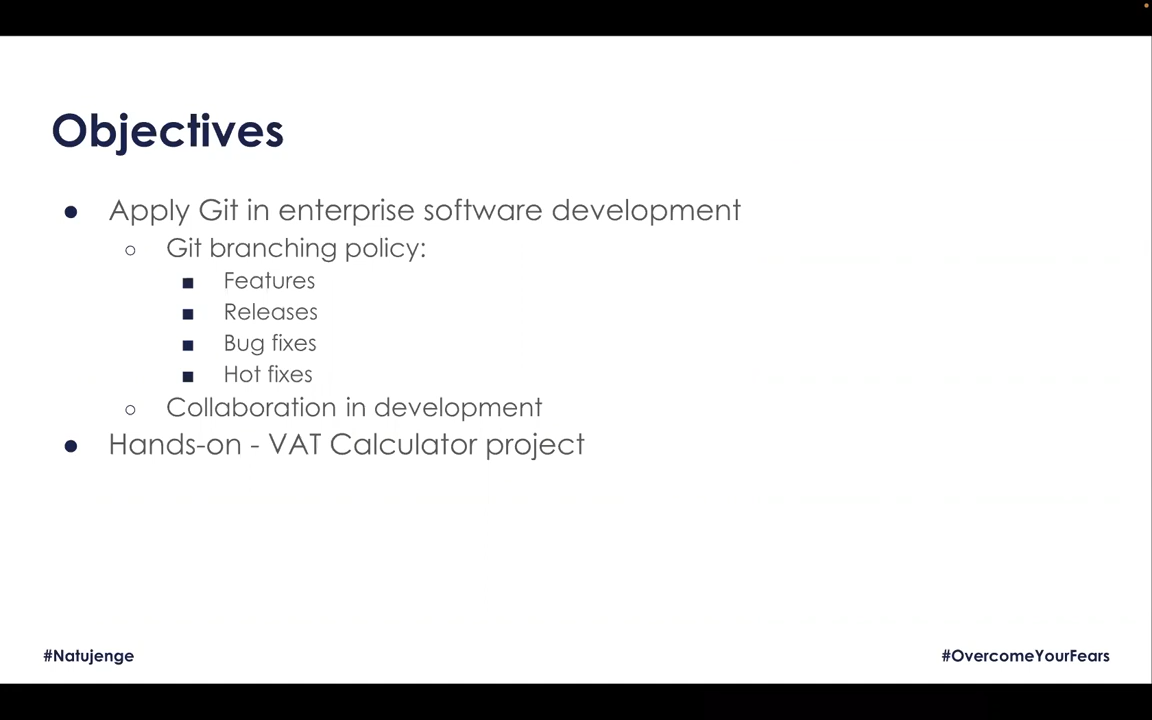 Objectives
● Apply Git in enterprise software development
○ Git branching policy:
■ Features
■ Releases
■ Bug fixes
■ Hot fixes
○ Collaboration in development
● Hands-on - VAT Calculator project
#Natujenge
#OvercomeYourFears